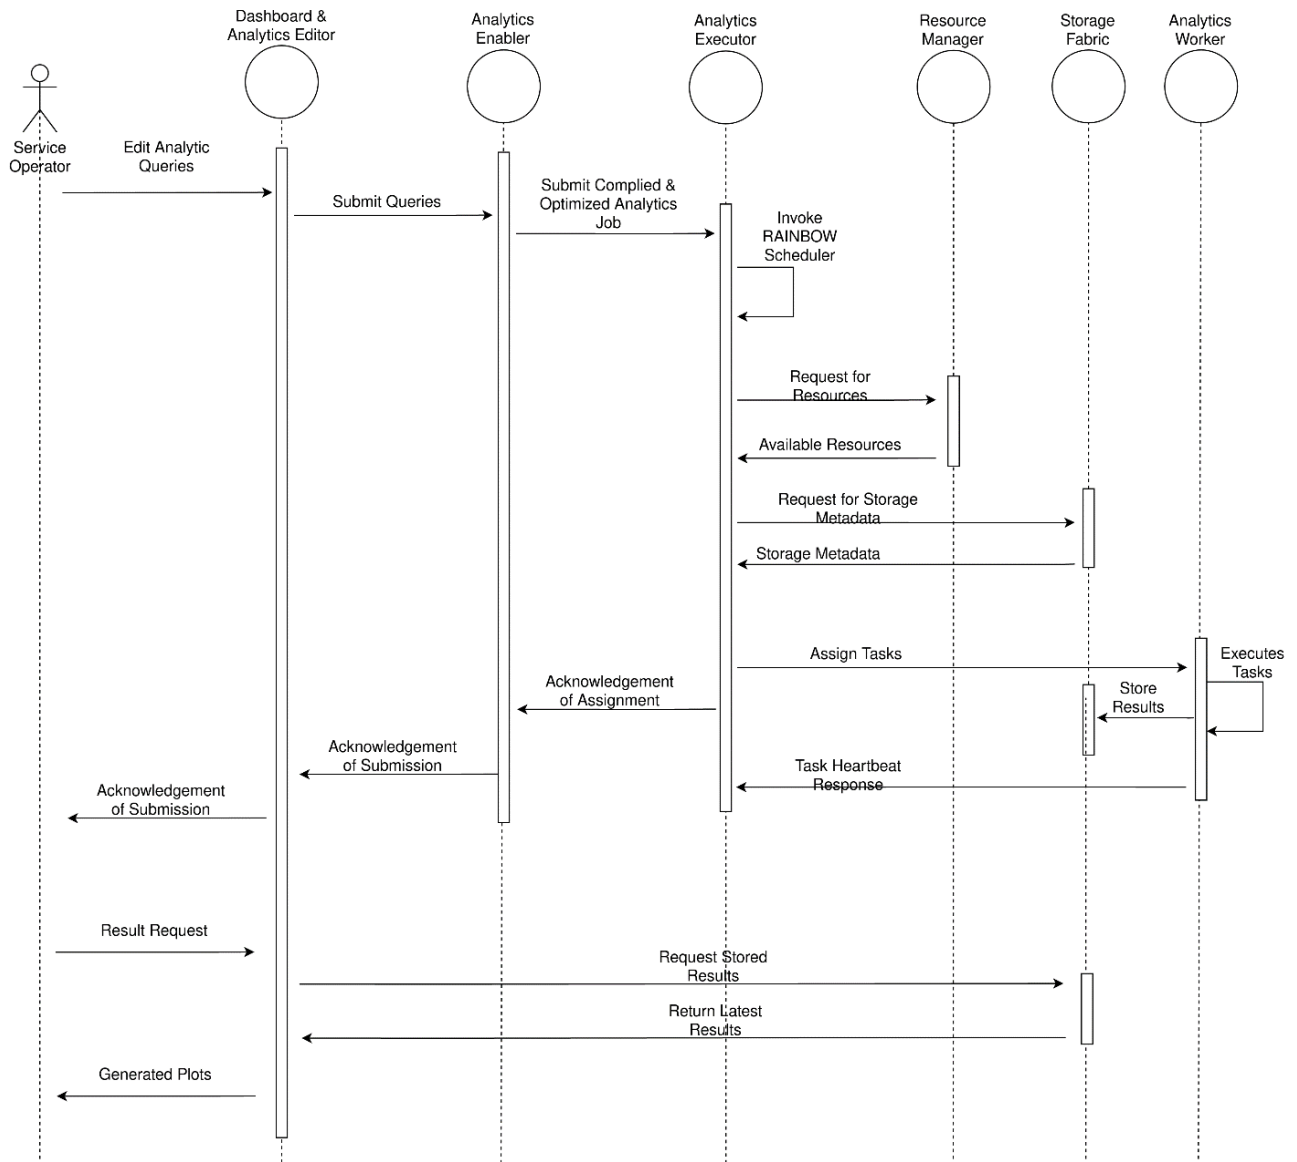 Dashboard &
Analytics Editor
Analytics
Enabler
Analytics
Executor
Resource
Manager
Storage
Fabric
Analytics
Worker
Service
Operator
Edit Analytic
Queries
Submit Queries
Submit Complied &
Optimized Analytics
Job
Invoke
RAINBOW
Scheduler
Request for
Resources
Available Resources
Request for Storage
Metadata
Storage Metadata
Assign Tasks
Executes
Tasks
Acknowledgement
of Assignment
Store
Results
Acknowledgement
of Submission
Task Heartbeat
Response
Acknowledgement
of Submission
Result Request
Request Stored
Results
Return Latest
Results
Generated Plots